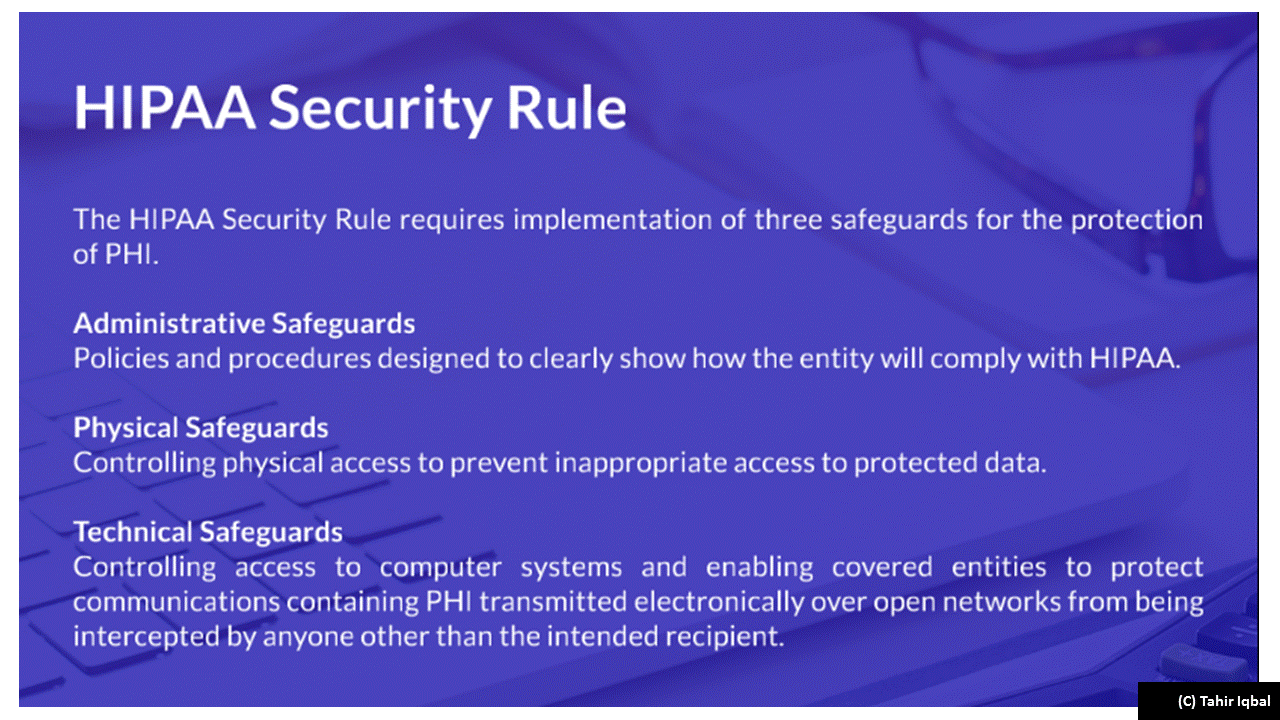 HIPAA Security Rule
The HIPAA Security Rule requires implementation of three safeguards for the protection
of PHI.
Administrative Safeguards
Policies and procedures designed to clearly show how the entity will comply with HIPAA.
Physical Safeguards
Controlling physical access to prevent inappropriate access to protected data.
Technical Safeguards
Controlling access to computer systems and enabling covered entities to protect
communications containing PHI transmitted electronically over open networks from being
intercepted by anyone other than the intended recipient.
(C) Tahir Iqbal